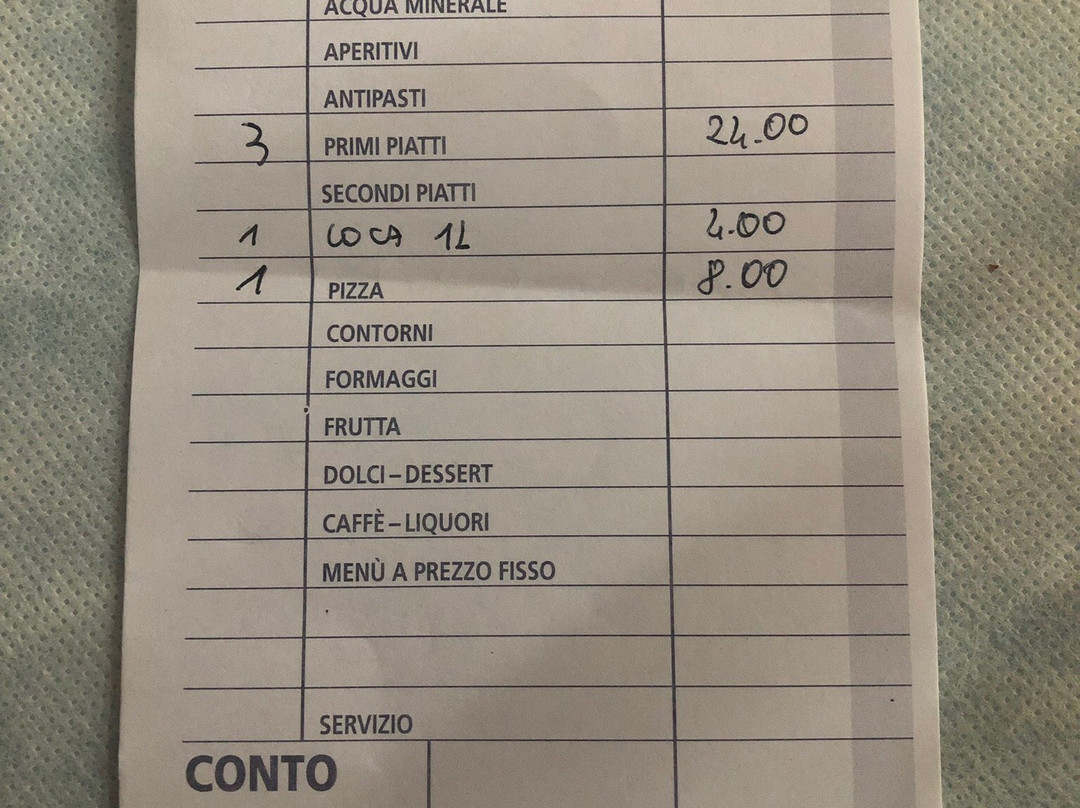 ACQUA MINERALE
APERITIVI
ANTIPASTI
3 PRIMI PIATTI 24.00
SECONDI PIATTI
1 COCA 1L 4.00
1 PIZZA 8.00
CONTORNI
FORMAGGI
FRUTTA
DOLCI–DESSERT
CAFFÈ–LIQUORI
MENÙ A PREZZO FISSO
SERVIZIO
CONTO